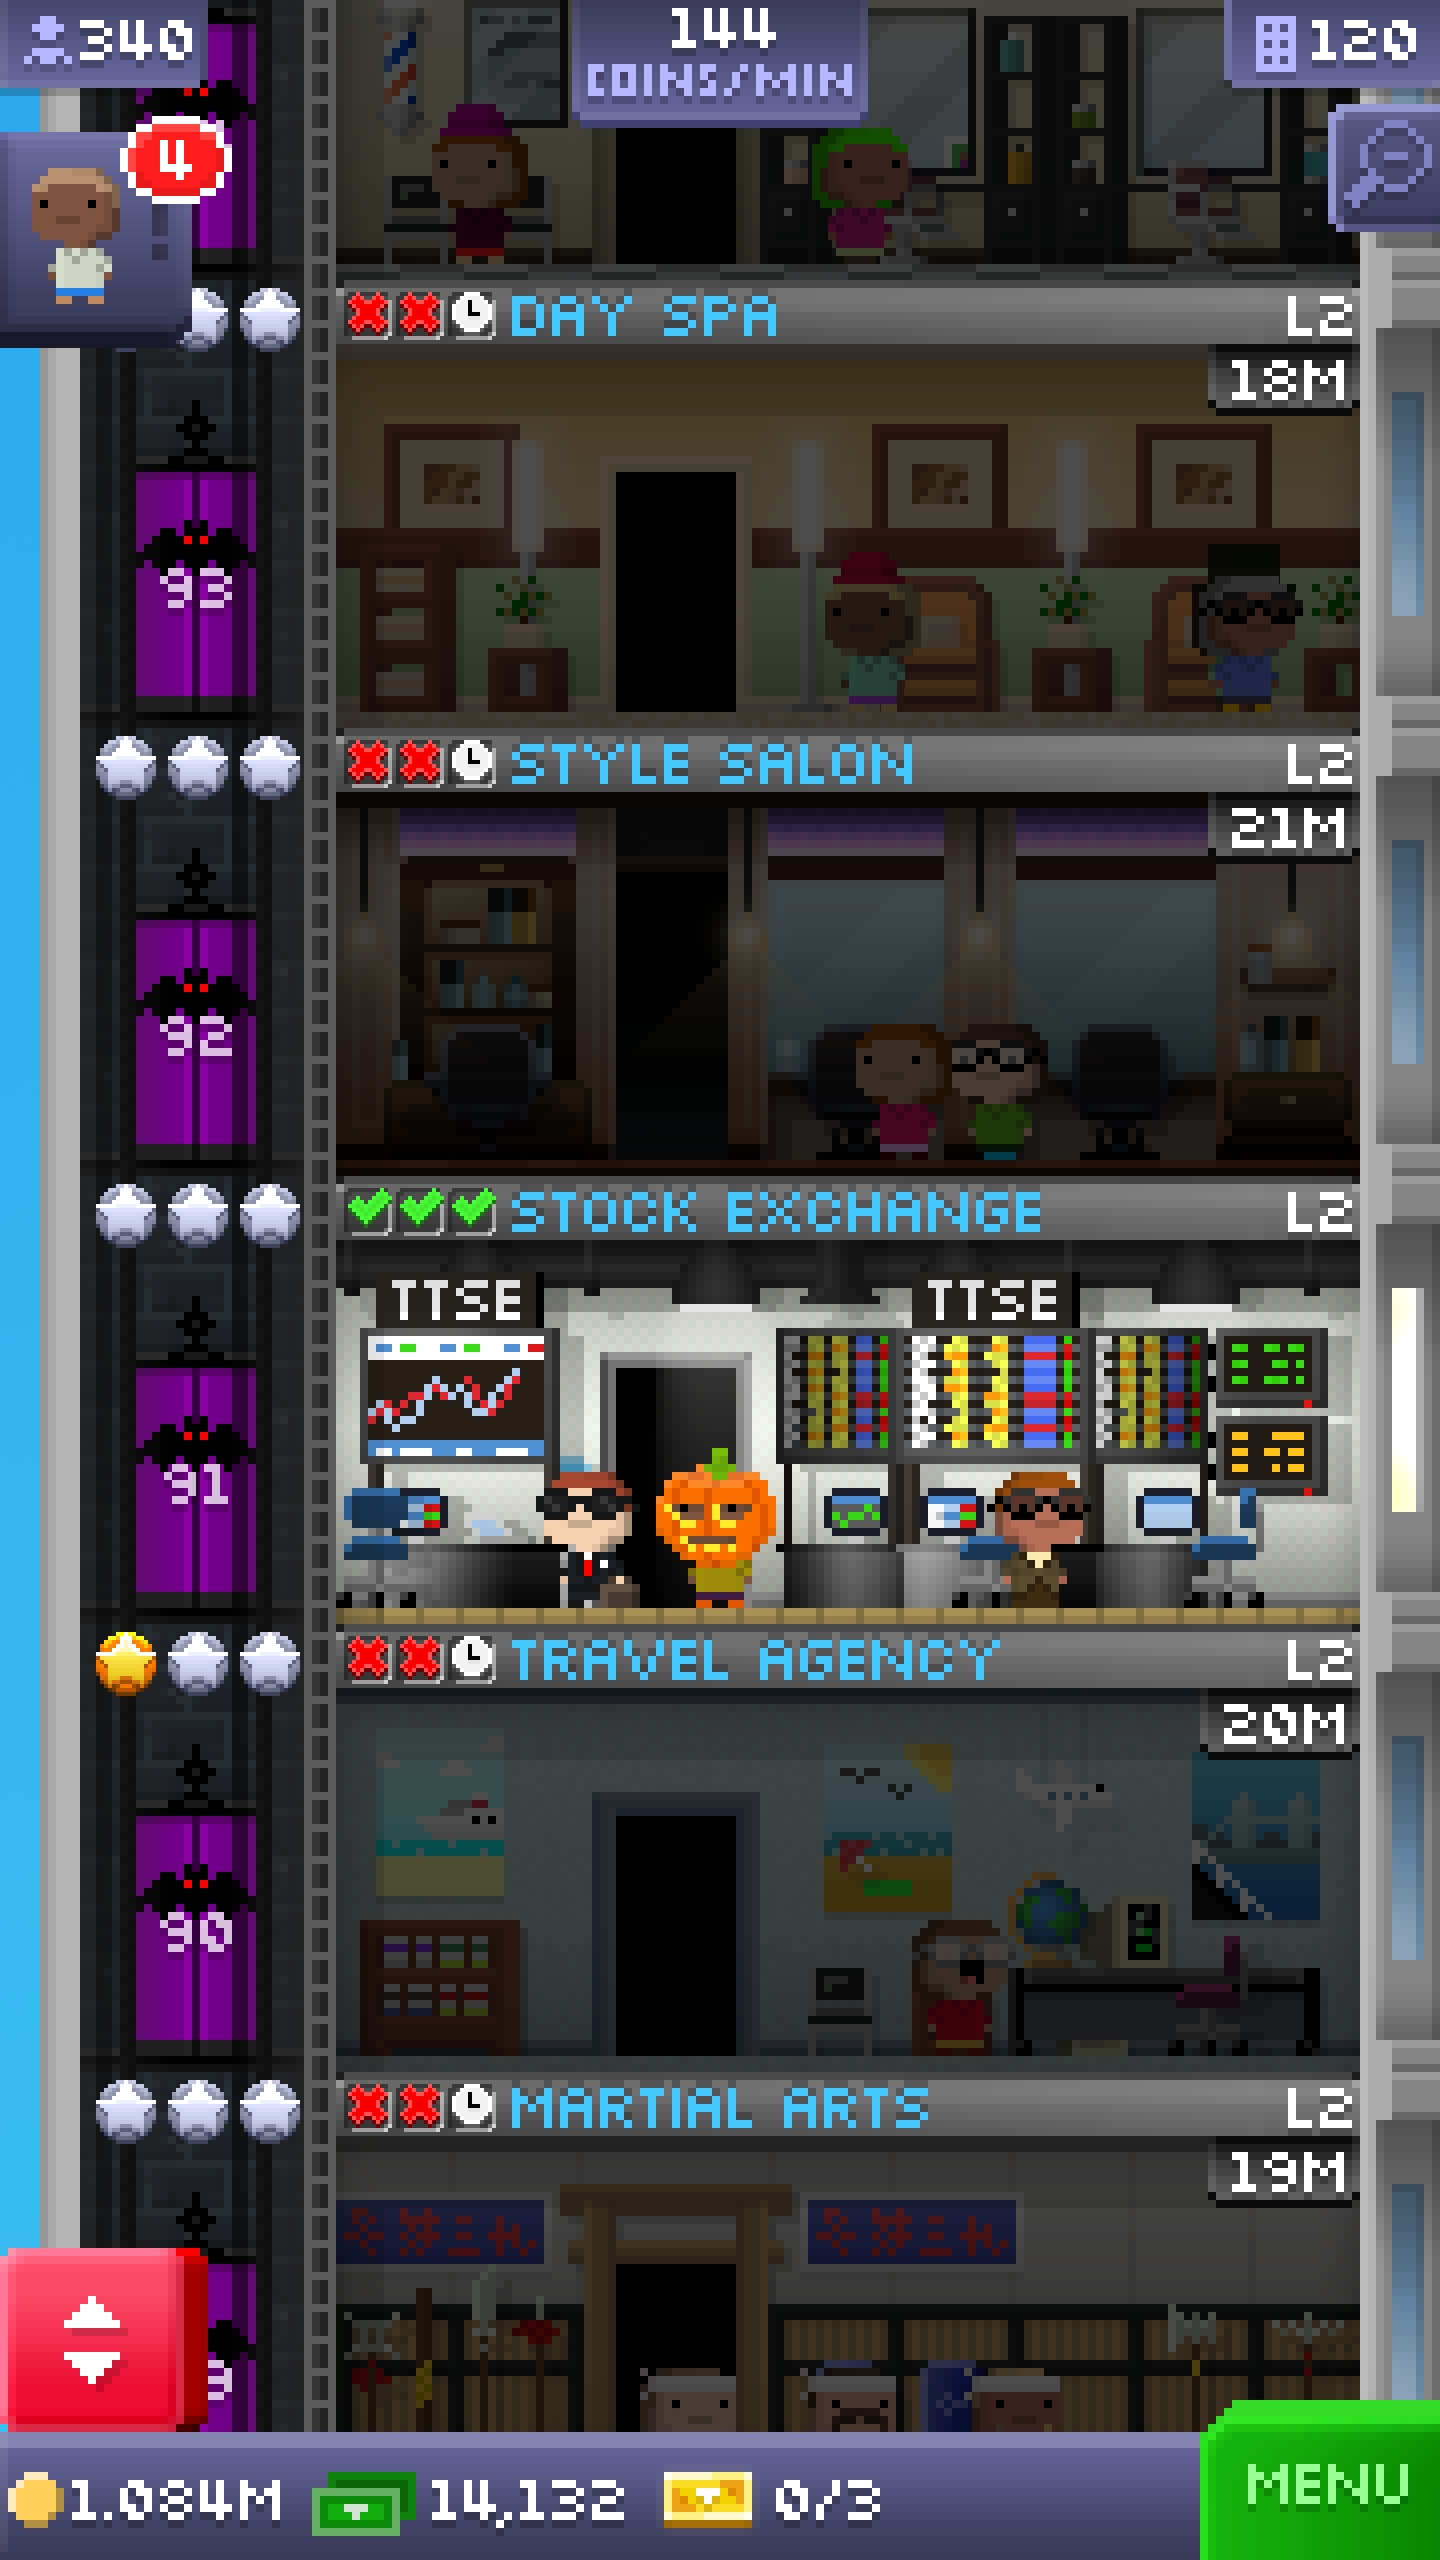 340
144
COINS/MIN
120
4
DAY SPA L2
18M
93
STYLE SALON L2
21M
92
STOCK EXCHANGE L2
TTSE TTSE
91
TRAVEL AGENCY L2
20M
90
MARTIAL ARTS L2
19M
1.084M 14,132 0/3
MENU